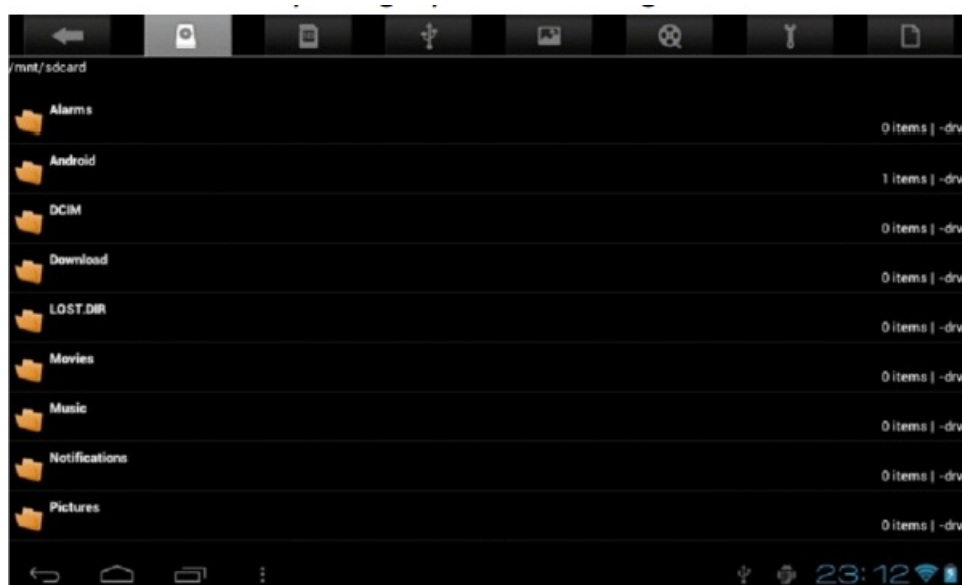 /mnt/sdcard
Alarms
0 items | -drw
Android
1 items | -drw
DCIM
0 items | -drw
Download
0 items | -drw
LOST.DIR
0 items | -drw
Movies
0 items | -drw
Music
0 items | -drw
Notifications
0 items | -drw
Pictures
0 items | -drw
23:12